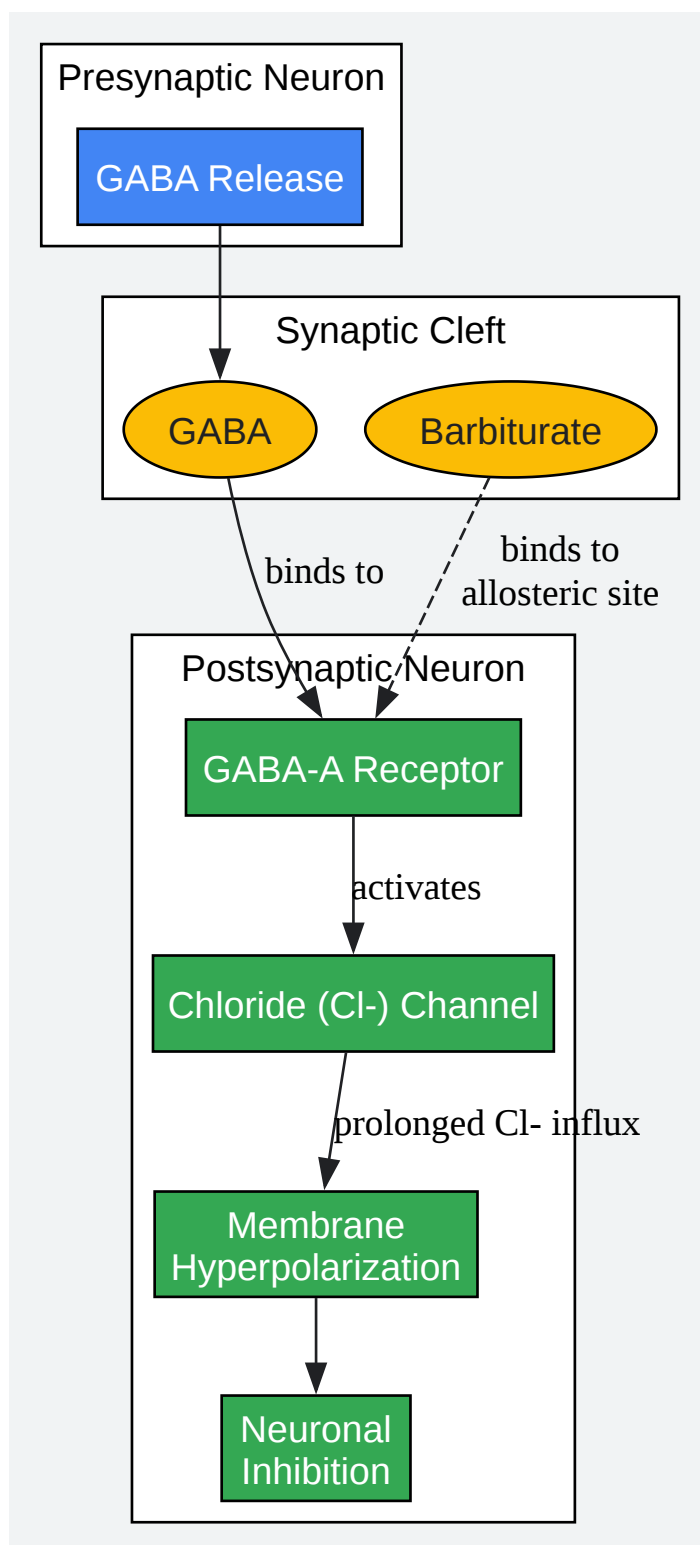 Presynaptic Neuron
GABA Release
Synaptic Cleft
GABA
Barbiturate
binds to
binds to
allosteric site
Postsynaptic Neuron
GABA-A Receptor
activates
Chloride (Cl-) Channel
prolonged Cl- influx
Membrane
Hyperpolarization
Neuronal
Inhibition